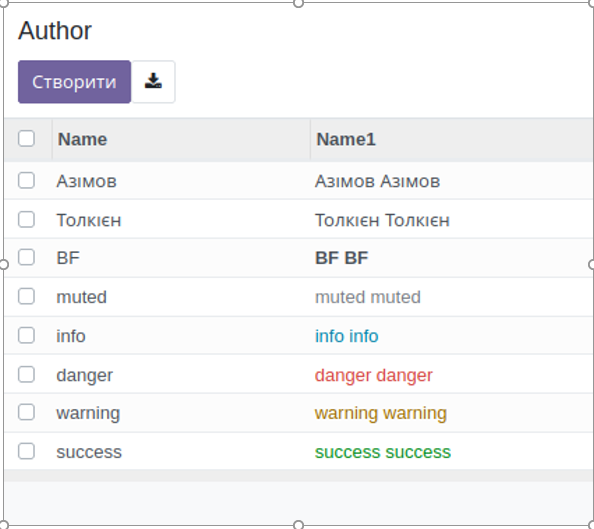 Author
Створити
Name Name1
Азімов Азімов Азімов
Толкієн Толкієн Толкієн
BF BF BF
muted muted muted
info info info
danger danger danger
warning warning warning
success success success